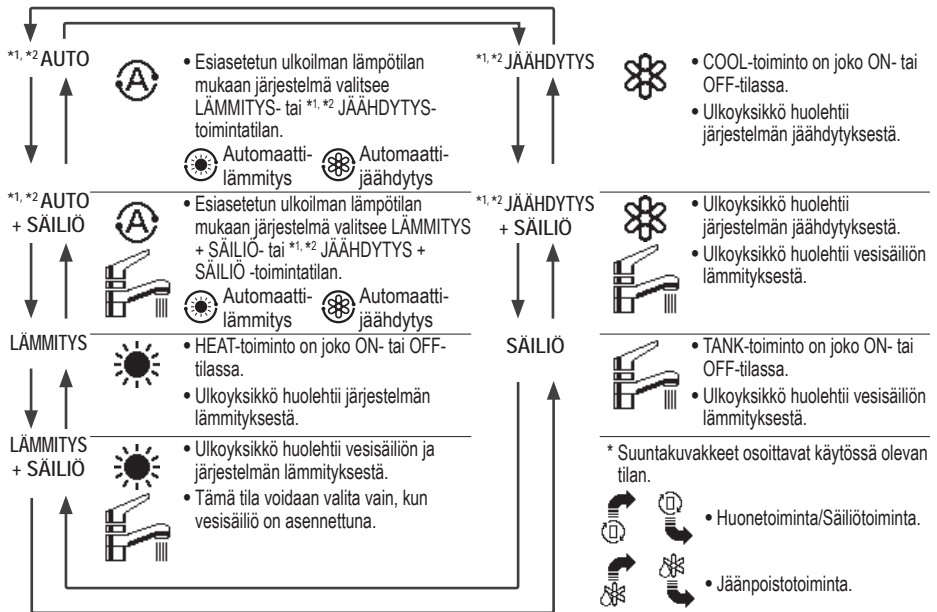 *1, *2 AUTO
• Esiasetetun ulkoilman lämpötilan
mukaan järjestelmä valitsee
LÄMMITYS- tai *1, *2 JÄÄHDYTYS-
toimintatilan.
Automaatti-
lämmitys
Automaatti-
jäähdytys
*1, *2 AUTO
+ SÄILIÖ
• Esiasetetun ulkoilman lämpötilan
mukaan järjestelmä valitsee LÄMMITYS
+ SÄILIÖ- tai *1, *2 JÄÄHDYTYS +
SÄILIÖ -toimintatilan.
Automaatti-
lämmitys
Automaatti-
jäähdytys
LÄMMITYS
• HEAT-toiminto on joko ON- tai OFF-
tilassa.
• Ulkoyksikkö huolehtii järjestelmän
lämmityksestä.
LÄMMITYS
+ SÄILIÖ
• Ulkoyksikkö huolehtii vesisäiliön ja
järjestelmän lämmityksestä.
• Tämä tila voidaan valita vain, kun
vesisäiliö on asennettuna.
*1, *2 JÄÄHDYTYS
• COOL-toiminto on joko ON- tai
OFF-tilassa.
• Ulkoyksikkö huolehtii
järjestelmän jäähdytyksestä.
*1, *2 JÄÄHDYTYS
+ SÄILIÖ
• Ulkoyksikkö huolehtii
järjestelmän jäähdytyksestä.
• Ulkoyksikkö huolehtii vesisäiliön
lämmityksestä.
SÄILIÖ
• TANK-toiminto on joko ON- tai
OFF-tilassa.
• Ulkoyksikkö huolehtii vesisäiliön
lämmityksestä.
* Suuntakuvakkeet osoittavat käytössä olevan
tilan.
• Huonetoiminta/Säiliötoiminta.
• Jäänpoistotoiminta.